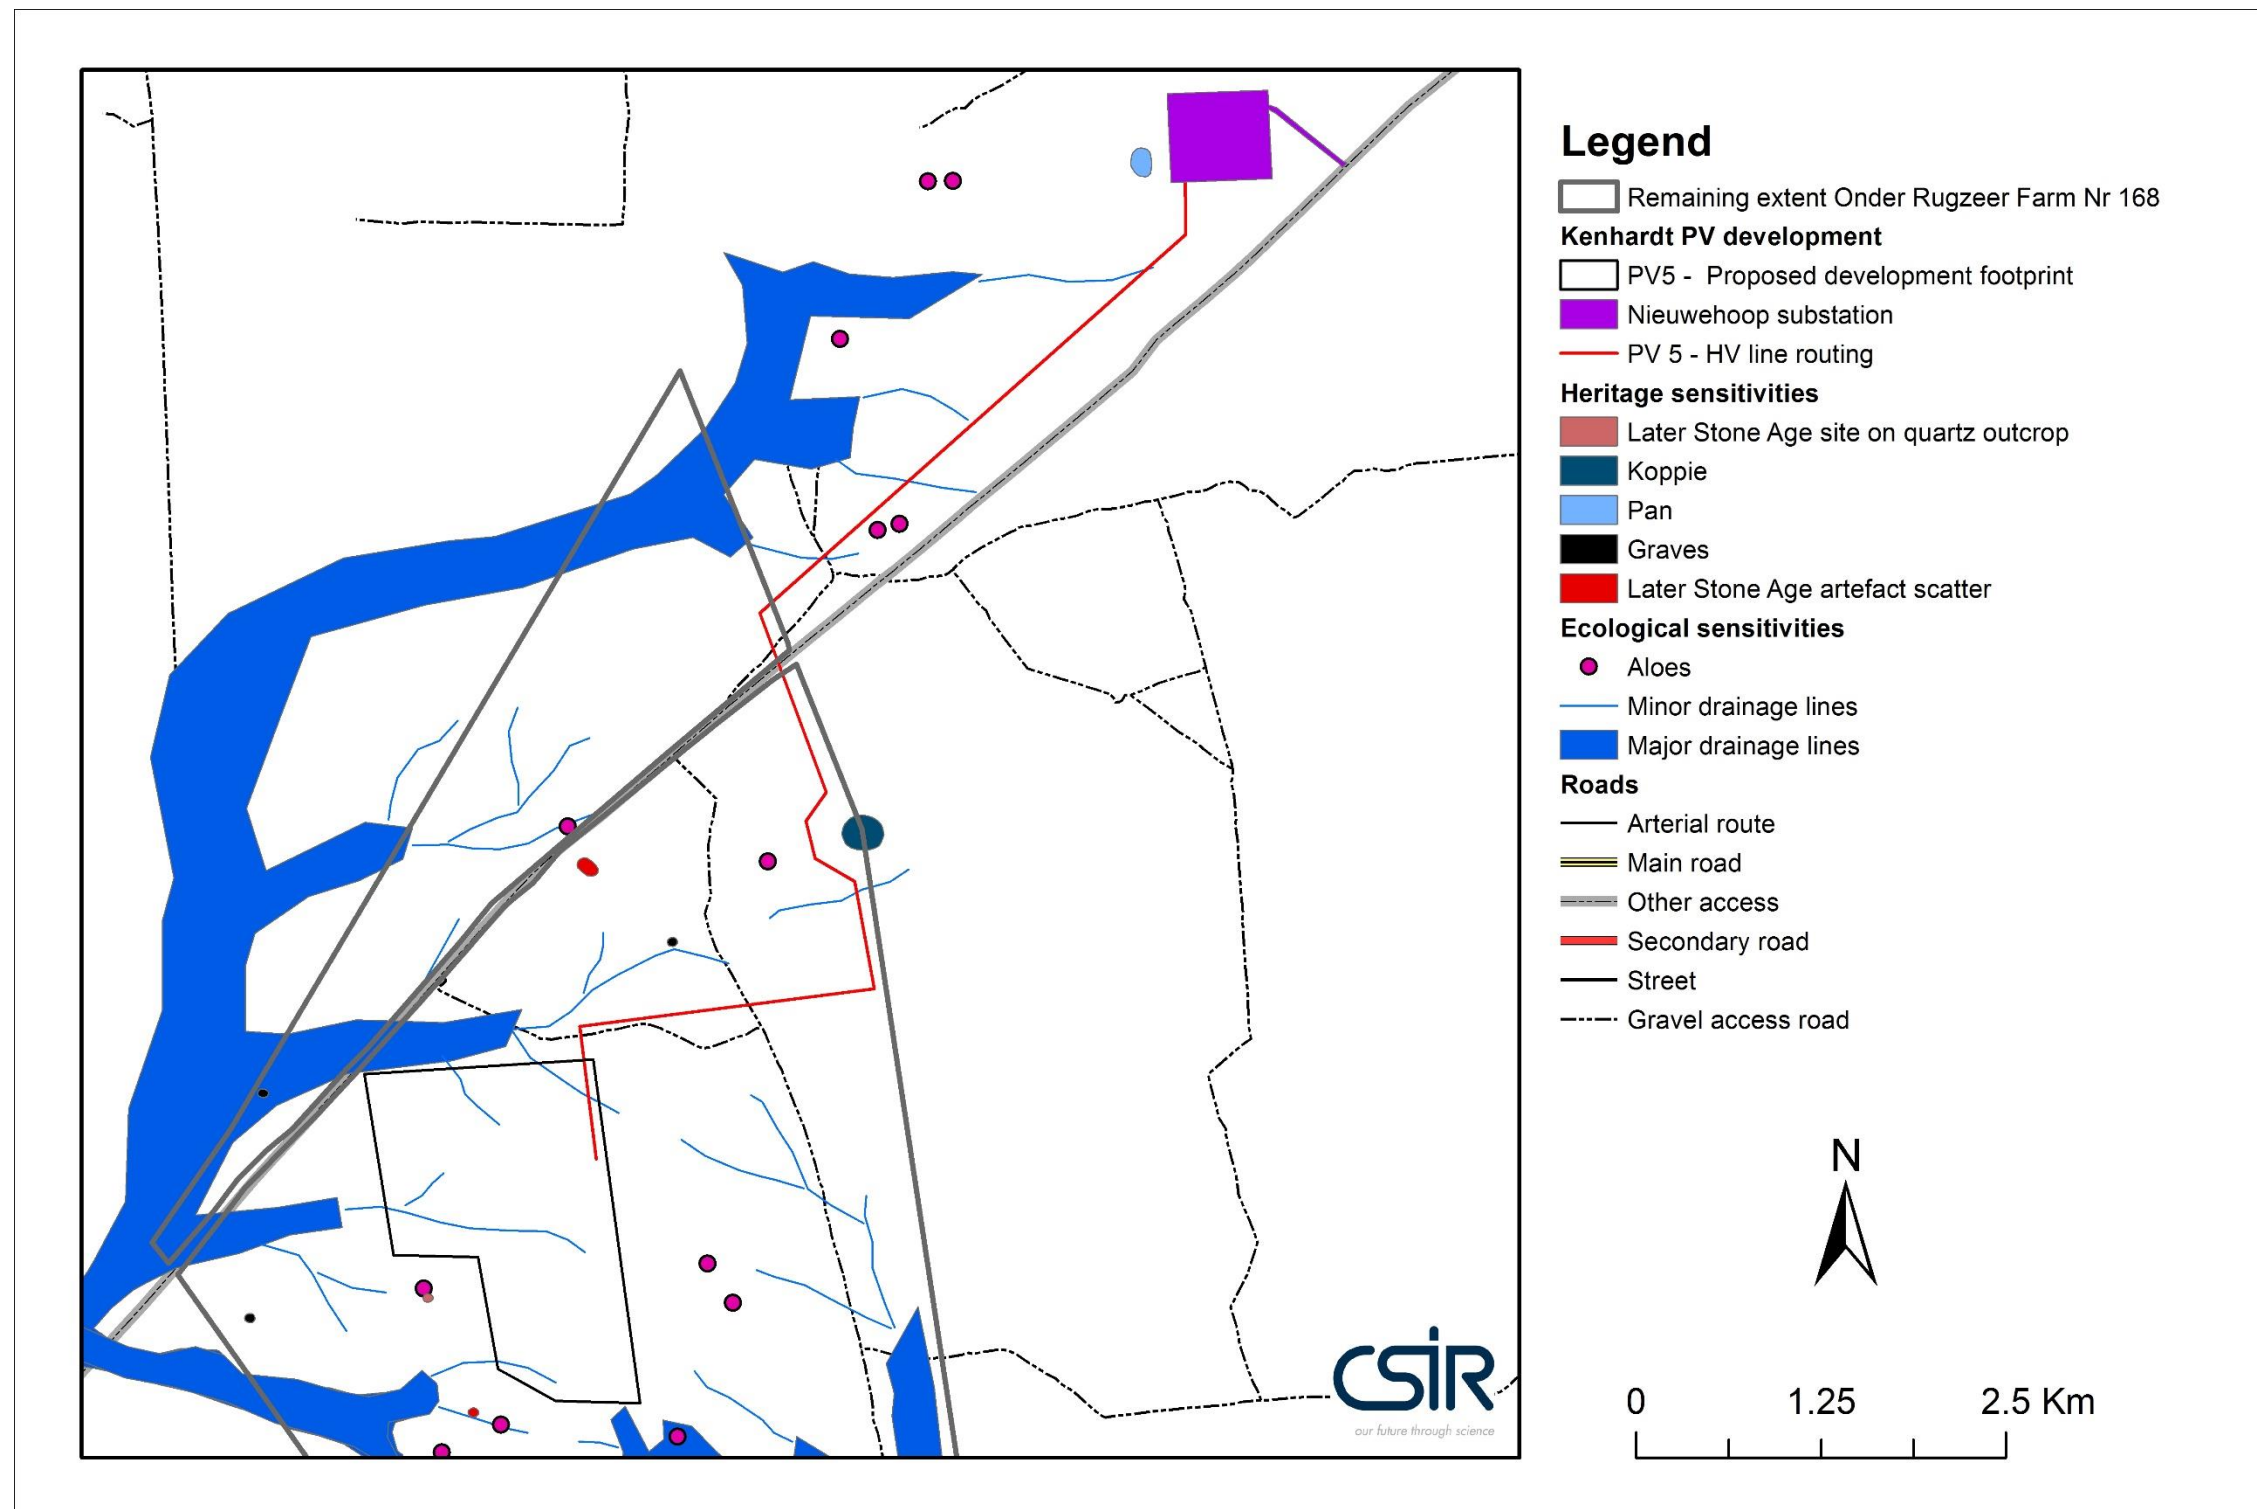 Legend
Remaining extent Onder Rugzeer Farm Nr 168
Kenhardt PV development
PV5 -  Proposed development footprint
Nieuwehoop substation
PV 5 - HV line routing
Heritage sensitivities
Later Stone Age site on quartz outcrop
Koppie
Pan
Graves
Later Stone Age artefact scatter
Ecological sensitivities
Aloes
Minor drainage lines
Major drainage lines
Roads
Arterial route
Main road
Other access
Secondary road
Street
Gravel access road
N
CSIR
our future through science
0 1.25 2.5 Km